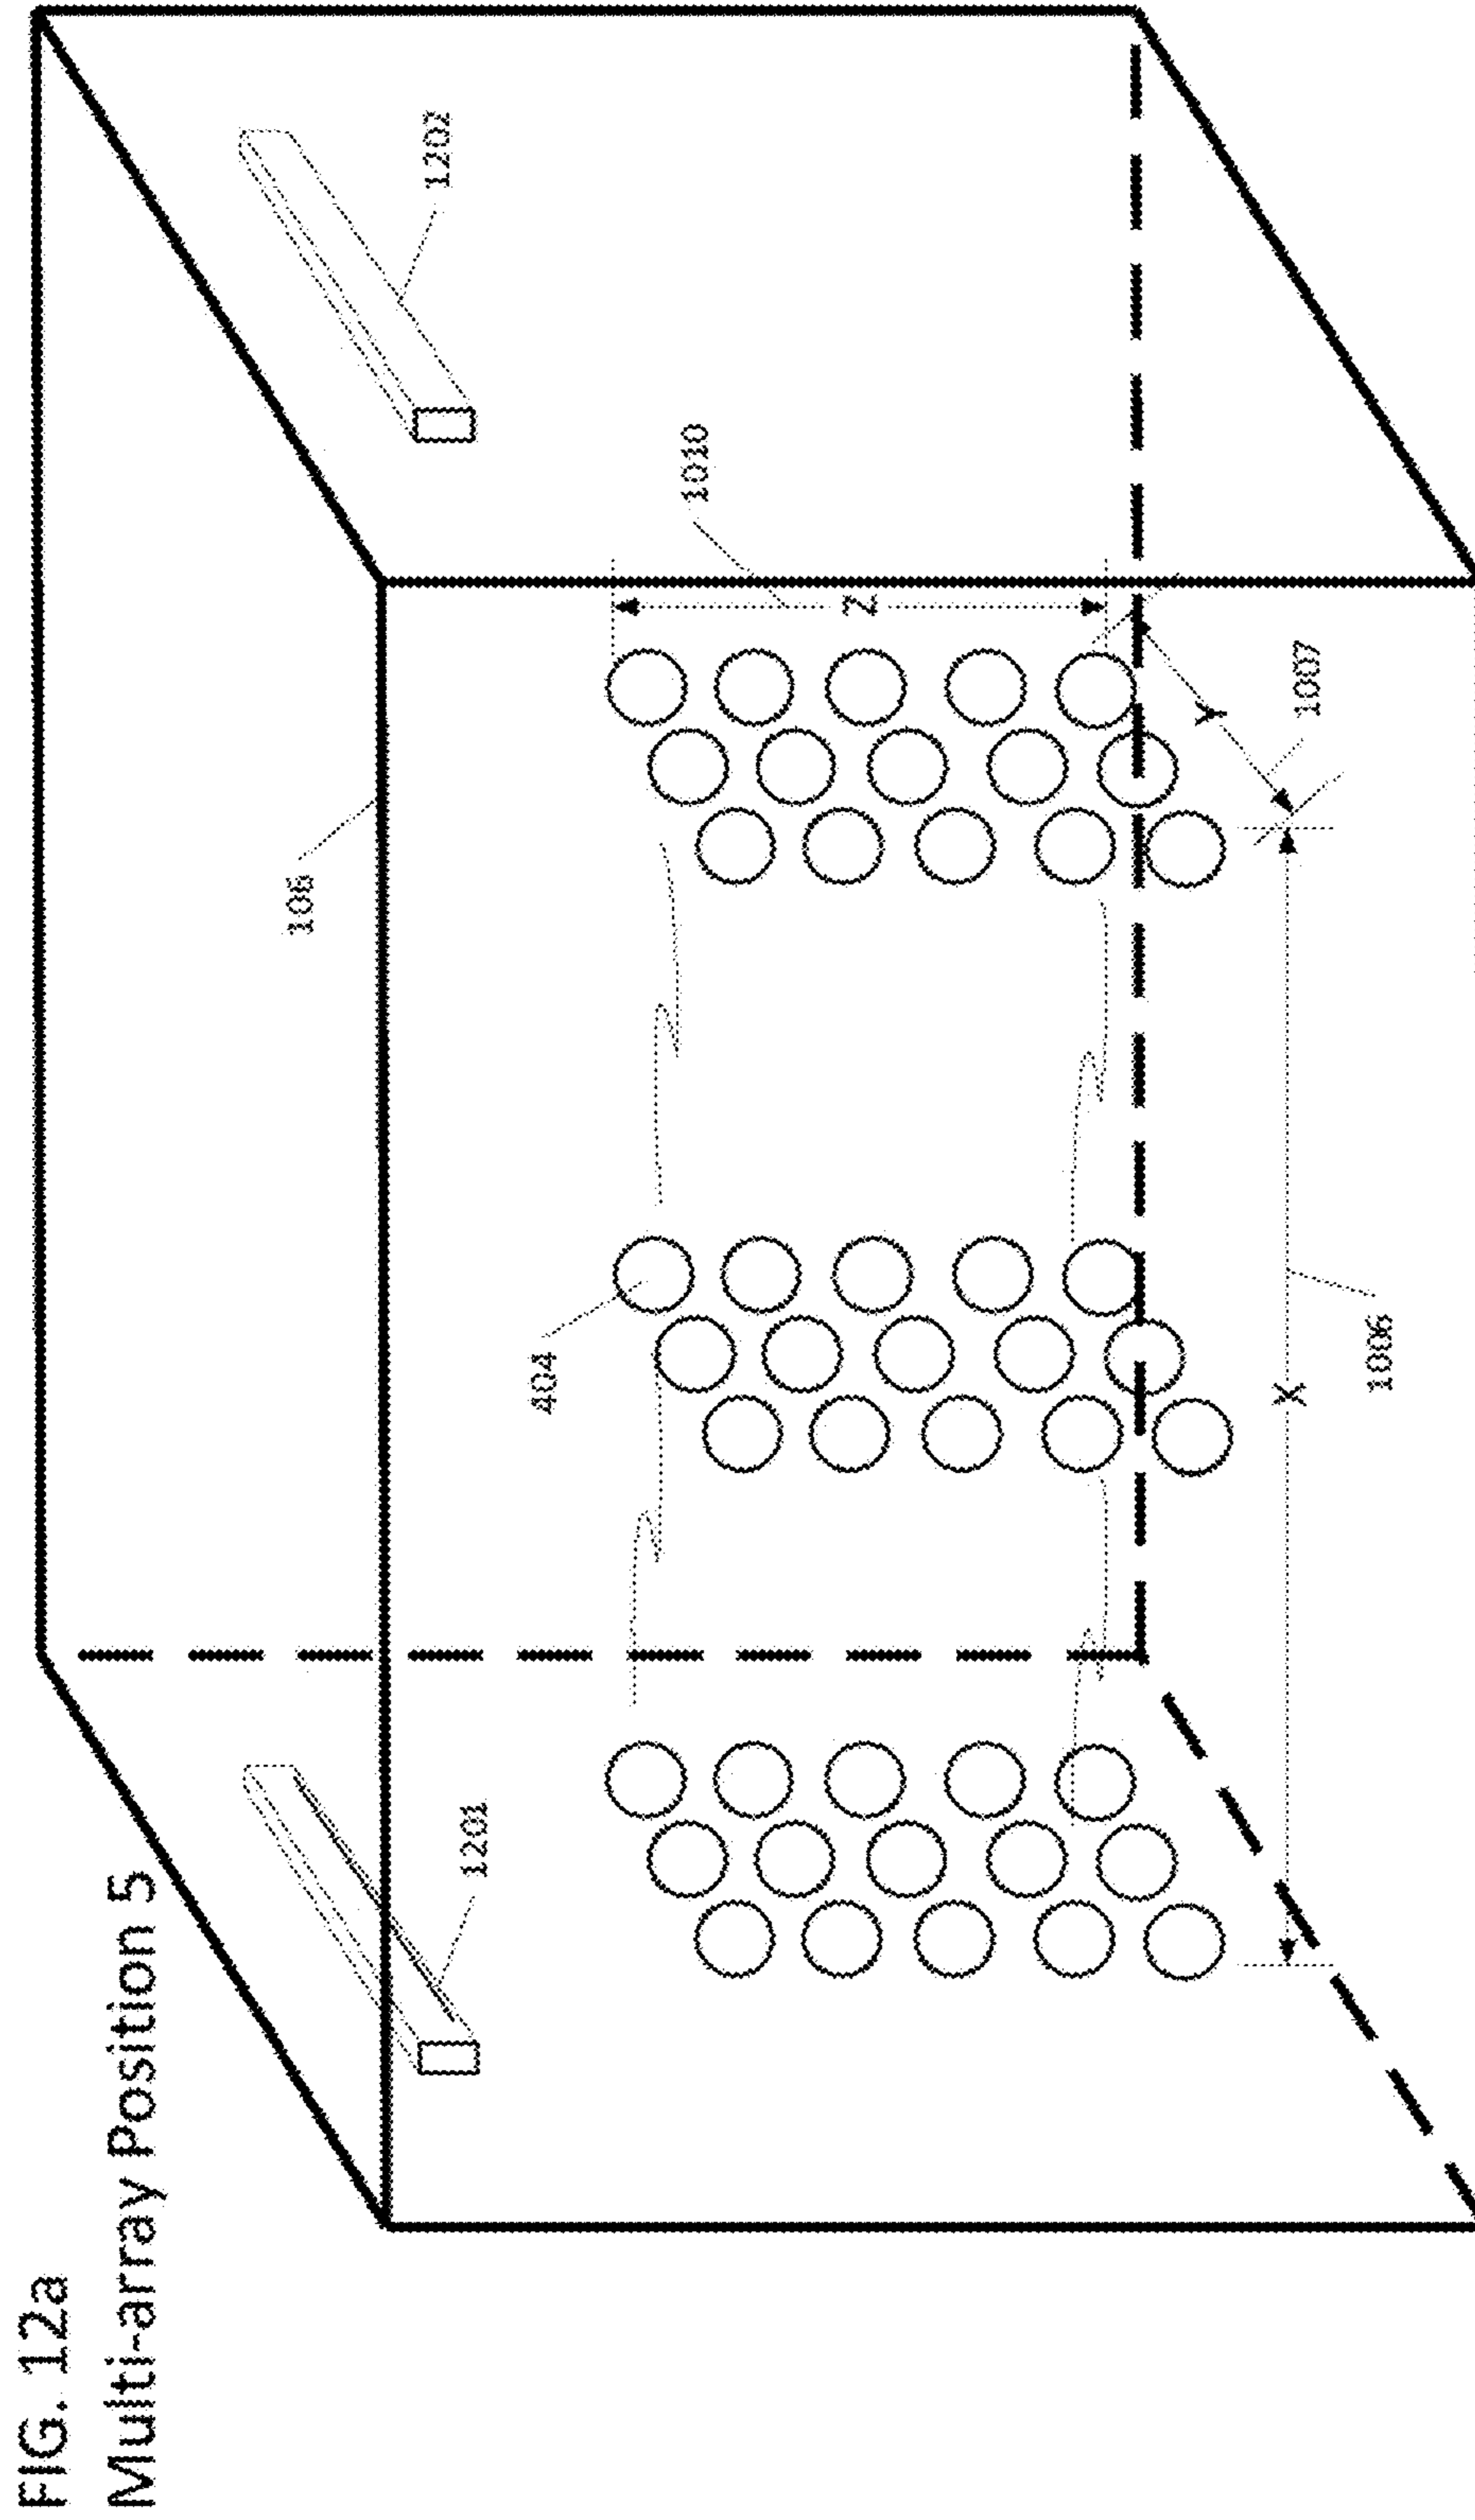 FIG. 12a
Multi-array Position 5
1201
1202
106
404
1010
Z
Y
1007
X
1006